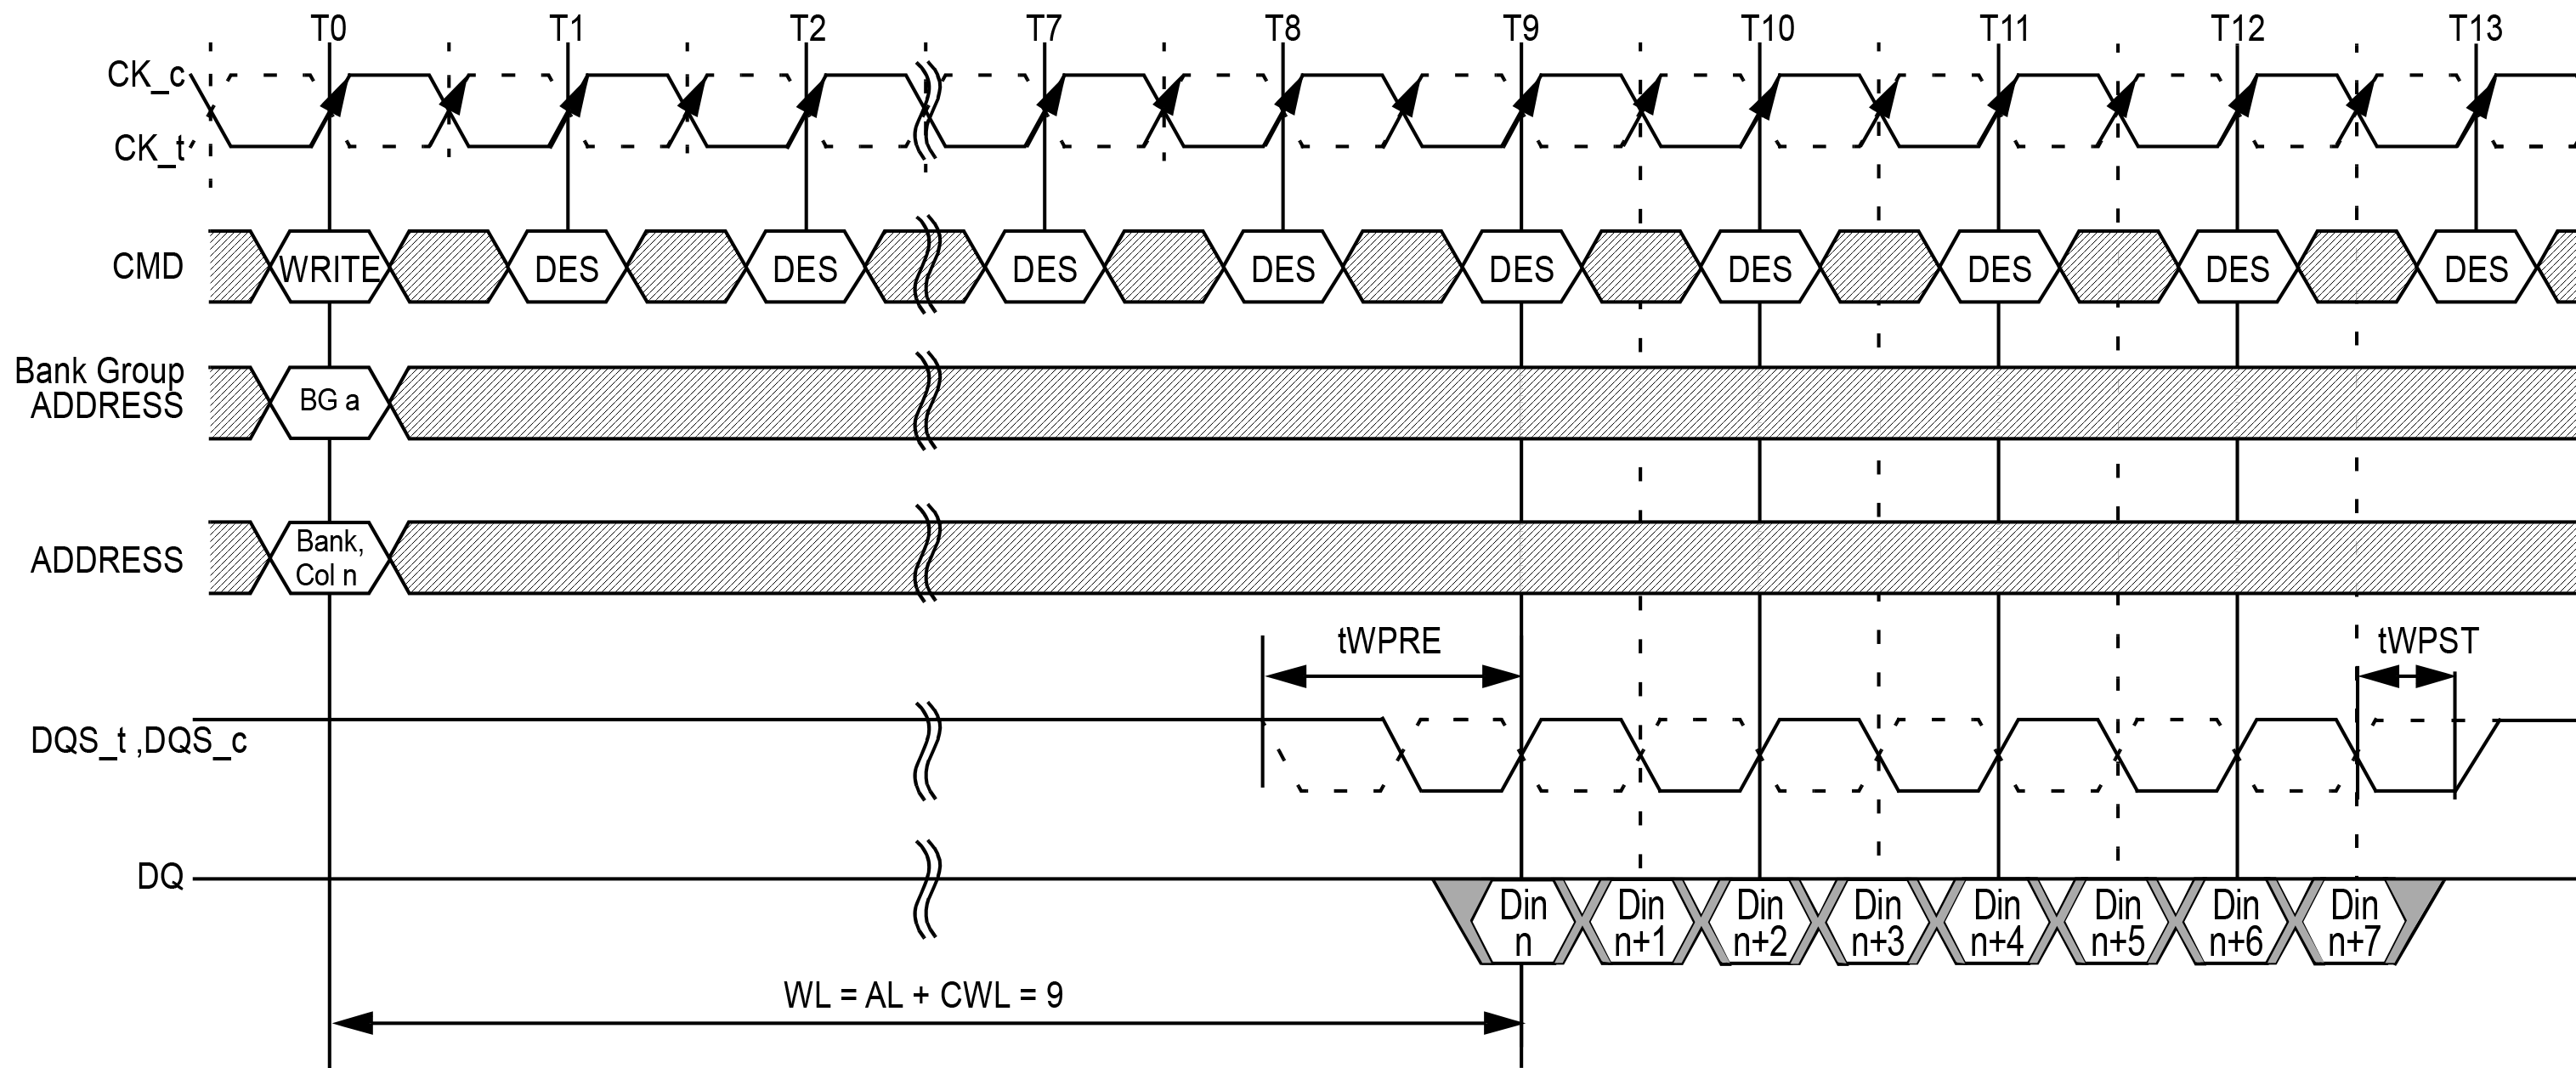 T0 T1 T2 T7 T8 T9 T10 T11 T12 T13
CK_c
CK_t
CMD WRITE DES DES DES DES DES DES DES DES DES
Bank Group
ADDRESS
BG a
ADDRESS
Bank,
Col n
tWPRE tWPST
DQS_t ,DQS_c
DQ
Din Din Din Din Din Din Din Din
n n+1 n+2 n+3 n+4 n+5 n+6 n+7
WL = AL + CWL = 9